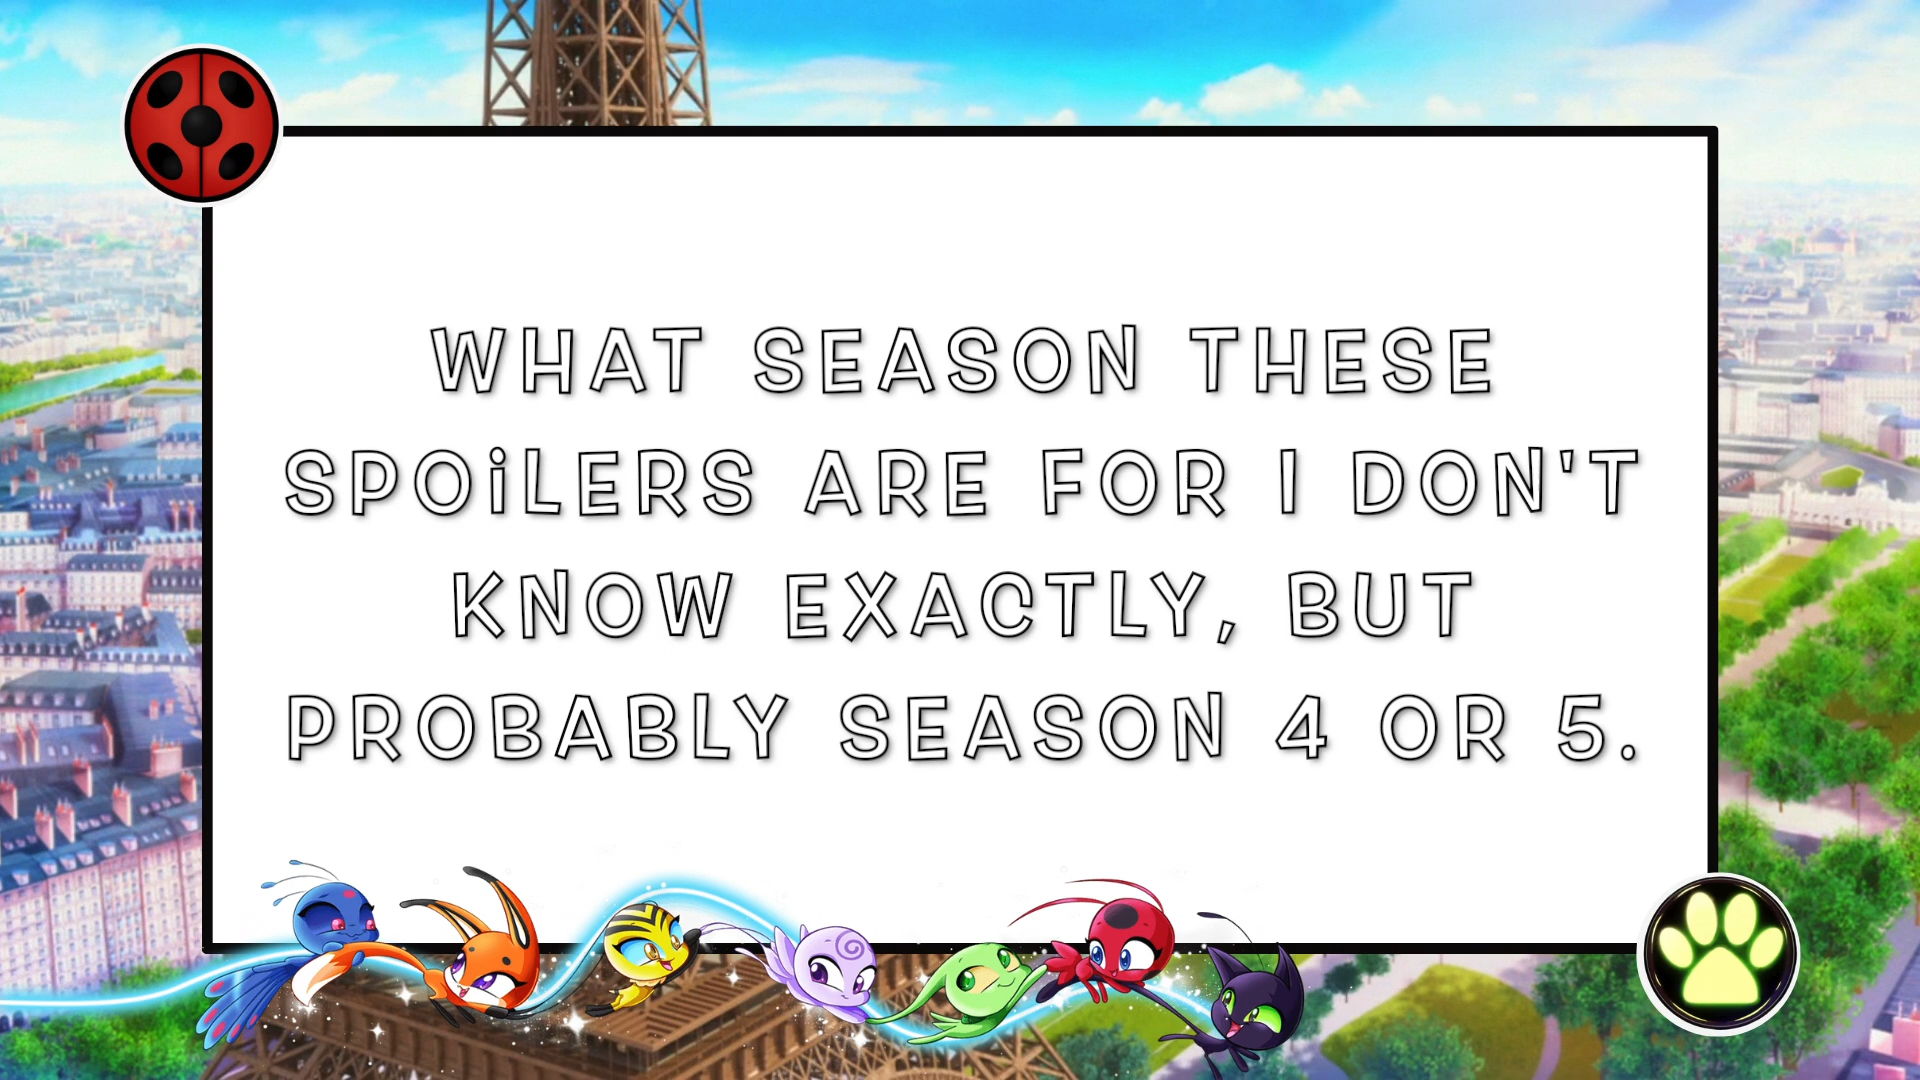 WHAT SEASON THESE
SPOiLERS ARE FOR I DON'T
KNOW EXACTLY, BUT
PROBABLY SEASON 4 OR 5.